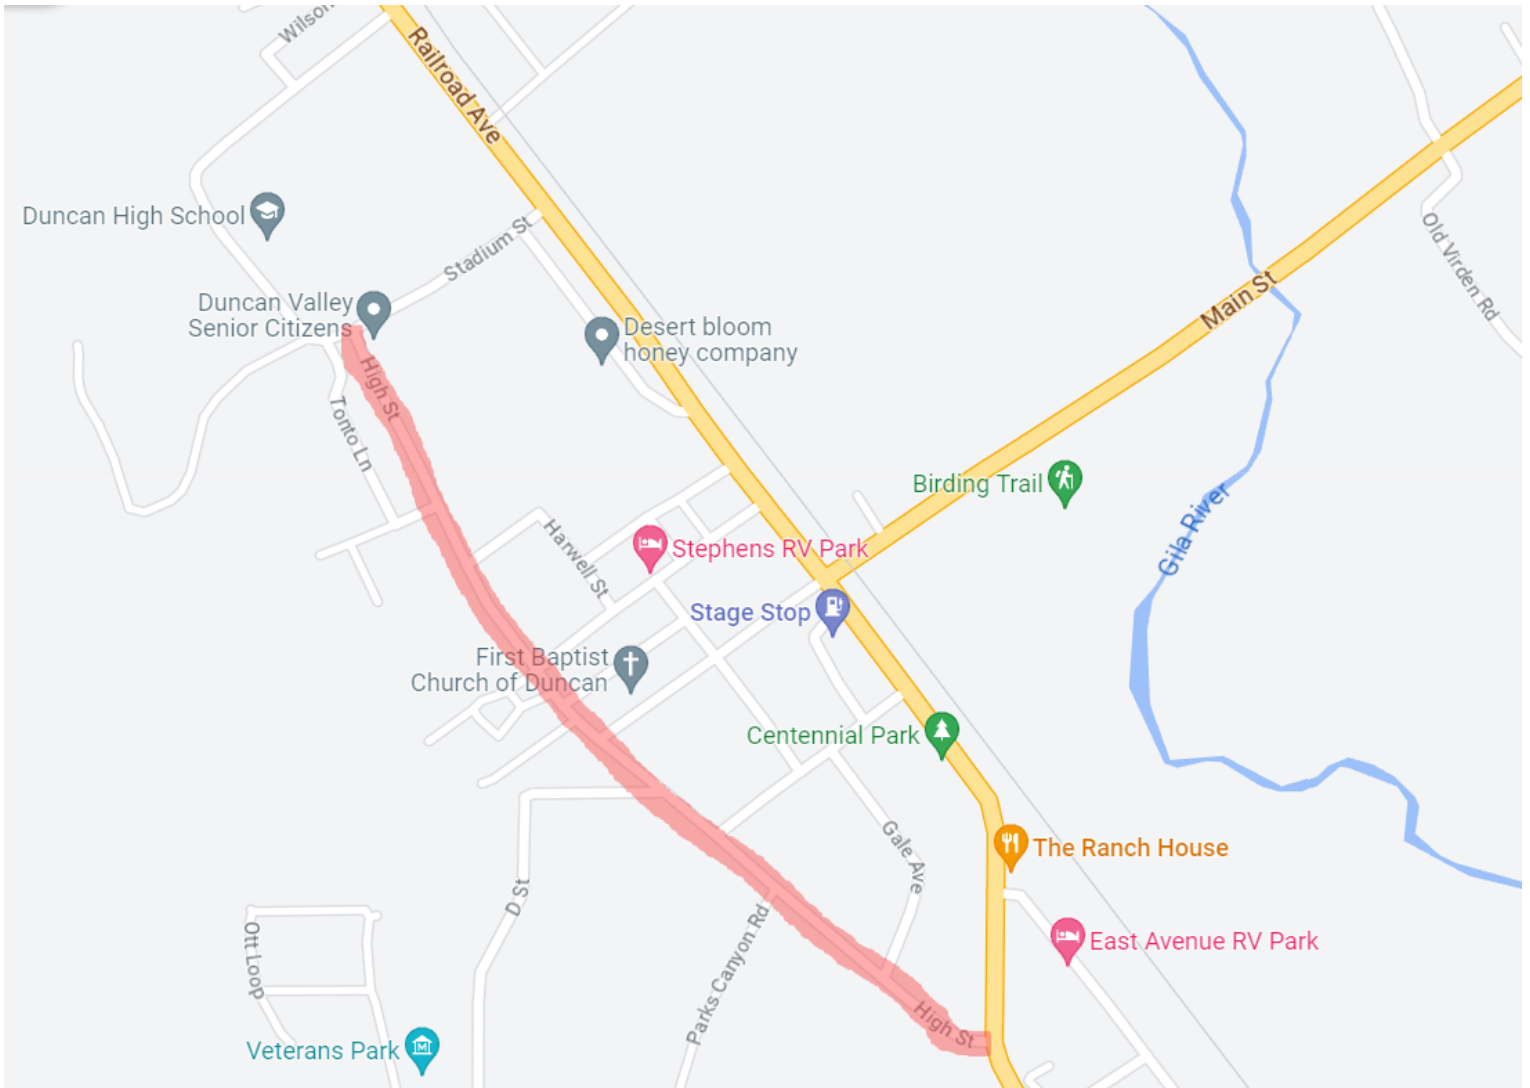 Wilson
Railroad Ave
Duncan High School
Stadium St
Old Virden Rd
Main St
Duncan Valley
Senior Citizens
Desert bloom
honey company
High St
Tonto Ln
Birding Trail
Gila River
Harwell St
Stephens RV Park
Stage Stop
First Baptist
Church of Duncan
Centennial Park
Gale Ave
The Ranch House
D St
Parks Canyon Rd
Ott Loop
East Avenue RV Park
High St
Veterans Park